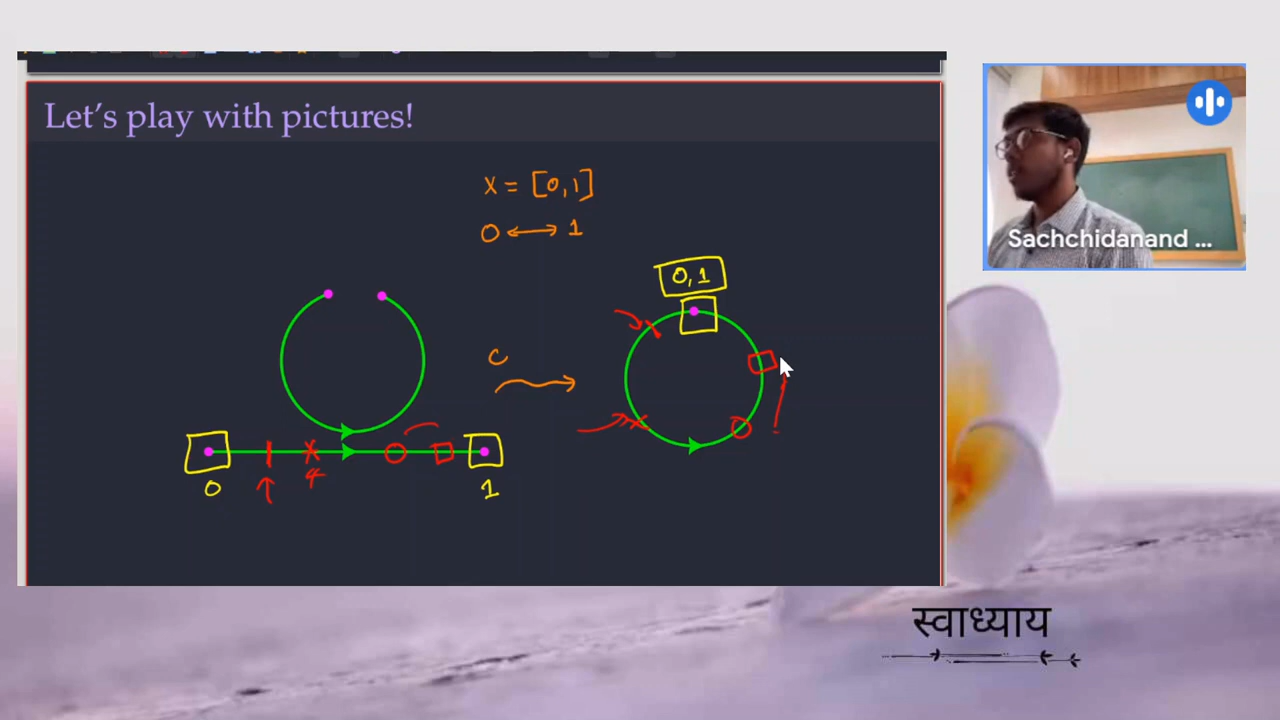 Let's play with pictures!
X = [0,1]
0 ↔ 1
0,1
C
0
1
Sachchidanand ...
स्वाध्याय